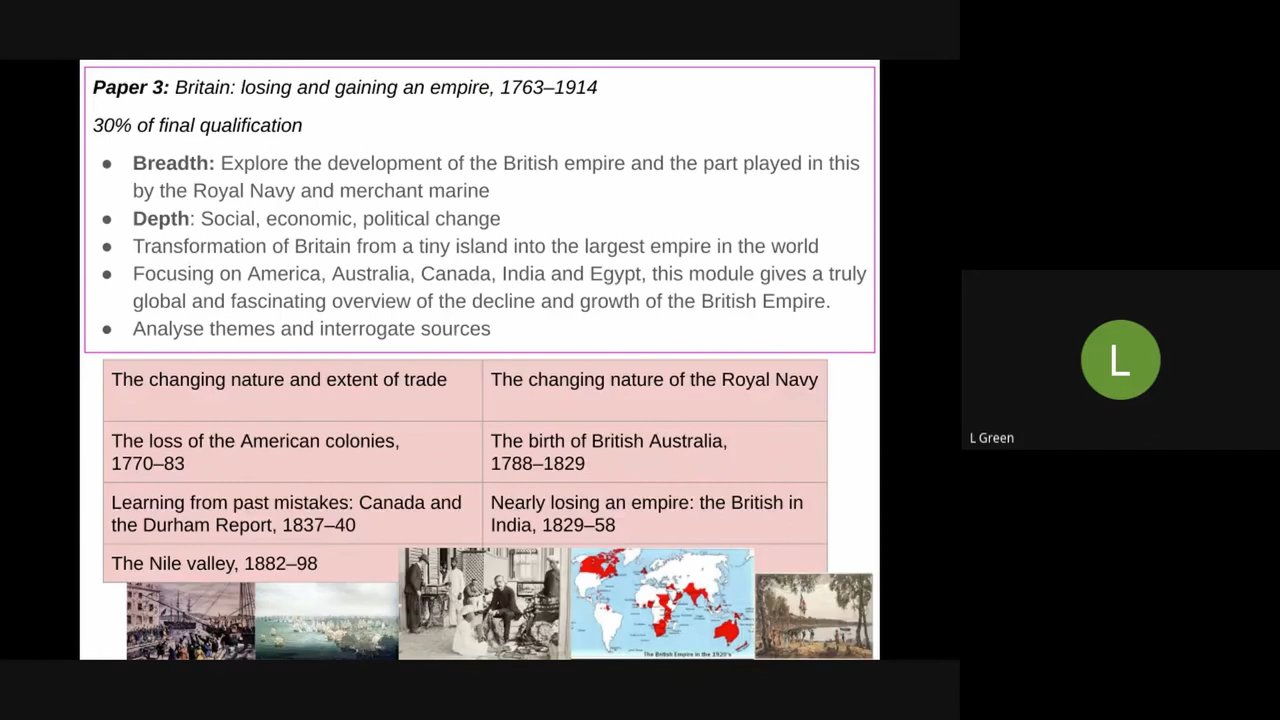 Paper 3: Britain: losing and gaining an empire, 1763–1914
30% of final qualification
● Breadth: Explore the development of the British empire and the part played in this
by the Royal Navy and merchant marine
● Depth: Social, economic, political change
● Transformation of Britain from a tiny island into the largest empire in the world
● Focusing on America, Australia, Canada, India and Egypt, this module gives a truly
global and fascinating overview of the decline and growth of the British Empire.
● Analyse themes and interrogate sources
The changing nature and extent of trade
The changing nature of the Royal Navy
The loss of the American colonies,
1770–83
The birth of British Australia,
1788–1829
Learning from past mistakes: Canada and
the Durham Report, 1837–40
Nearly losing an empire: the British in
India, 1829–58
The Nile valley, 1882–98
The British Empire in the 1920's
L
L Green